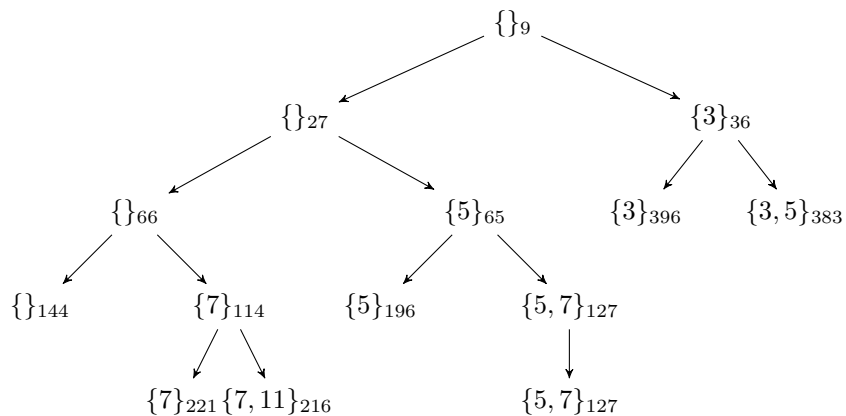 {}₉
{}₂₇ {3}₃₆
{}₆₆ {5}₆₅ {3}₃₉₆ {3, 5}₃₈₃
{}₁₄₄ {7}₁₁₄ {5}₁₉₆ {5, 7}₁₂₇
{7}₂₂₁ {7, 11}₂₁₆ {5, 7}₁₂₇